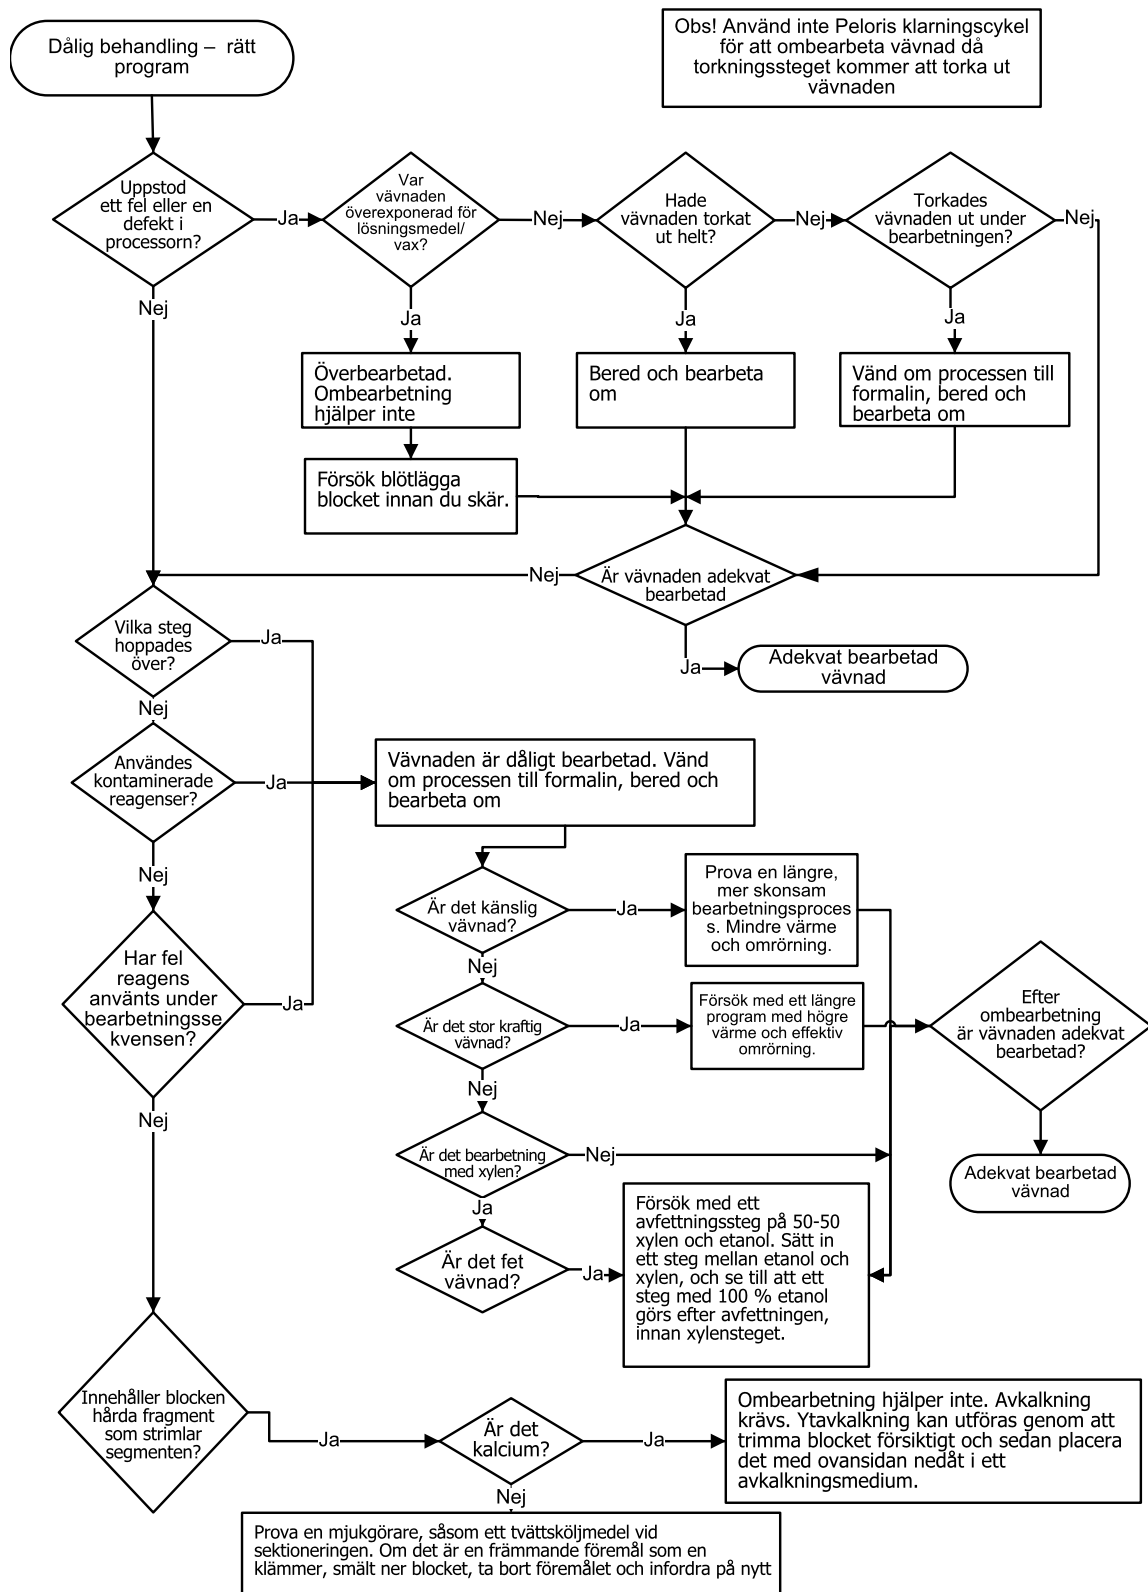 Dålig behandling – rätt
program
Obs! Använd inte Peloris klarningscykel
för att ombearbeta vävnad då
torkningssteget kommer att torka ut
vävnaden
Uppstod
ett fel eller en
defekt i
processorn?
Ja
Var
vävnaden
överexponerad för
lösningsmedel/
vax?
Nej
Hade
vävnaden torkat
ut helt?
Nej
Torkades
vävnaden ut under
bearbetningen?
Nej
Nej
Ja
Ja
Ja
Överbearbetad.
Ombearbetning
hjälper inte
Bered och bearbeta
om
Vänd om processen till
formalin, bered och
bearbeta om
Försök blötlägga
blocket innan du skär.
Nej
Är vävnaden adekvat
bearbetad
Ja
Adekvat bearbetad
vävnad
Vilka steg
hoppades
över?
Ja
Nej
Användes
kontaminerade
reagenser?
Ja
Vävnaden är dåligt bearbetad. Vänd
om processen till formalin, bered och
bearbeta om
Nej
Är det känslig
vävnad?
Ja
Prova en längre,
mer skonsam
bearbetningsproces
s. Mindre värme
och omrörning.
Nej
Har fel
reagens
använts under
bearbetningsse
kvensen?
Ja
Är det stor kraftig
vävnad?
Ja
Försök med ett längre
program med högre
värme och effektiv
omrörning.
Efter
ombearbetning
är vävnaden adekvat
bearbetad?
Nej
Nej
Är det bearbetning
med xylen?
Nej
Adekvat bearbetad
vävnad
Ja
Är det fet
vävnad?
Ja
Försök med ett
avfettningssteg på 50-50
xylen och etanol. Sätt in
ett steg mellan etanol och
xylen, och se till att ett
steg med 100 % etanol
görs efter avfettningen,
innan xylensteget.
Innehåller blocken
hårda fragment
som strimlar
segmenten?
Ja
Är det
kalcium?
Ja
Ombearbetning hjälper inte. Avkalkning
krävs. Ytavkalkning kan utföras genom att
trimma blocket försiktigt och sedan placera
det med ovansidan nedåt i ett
avkalkningsmedium.
Nej
Prova en mjukgörare, såsom ett tvättsköljmedel vid
sektioneringen. Om det är en främmande föremål som en
klämmer, smält ner blocket, ta bort föremålet och infordra på nytt